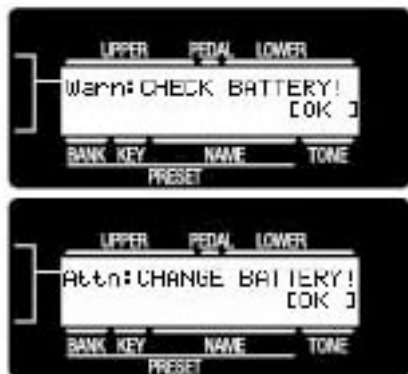 UPPER PEDAL LOWER
Warn:CHECK BATTERY!
[OK ]
BANK KEY NAME TONE
PRESET
UPPER PEDAL LOWER
Attn:CHANGE BATTERY!
[OK ]
BANK KEY NAME TONE
PRESET